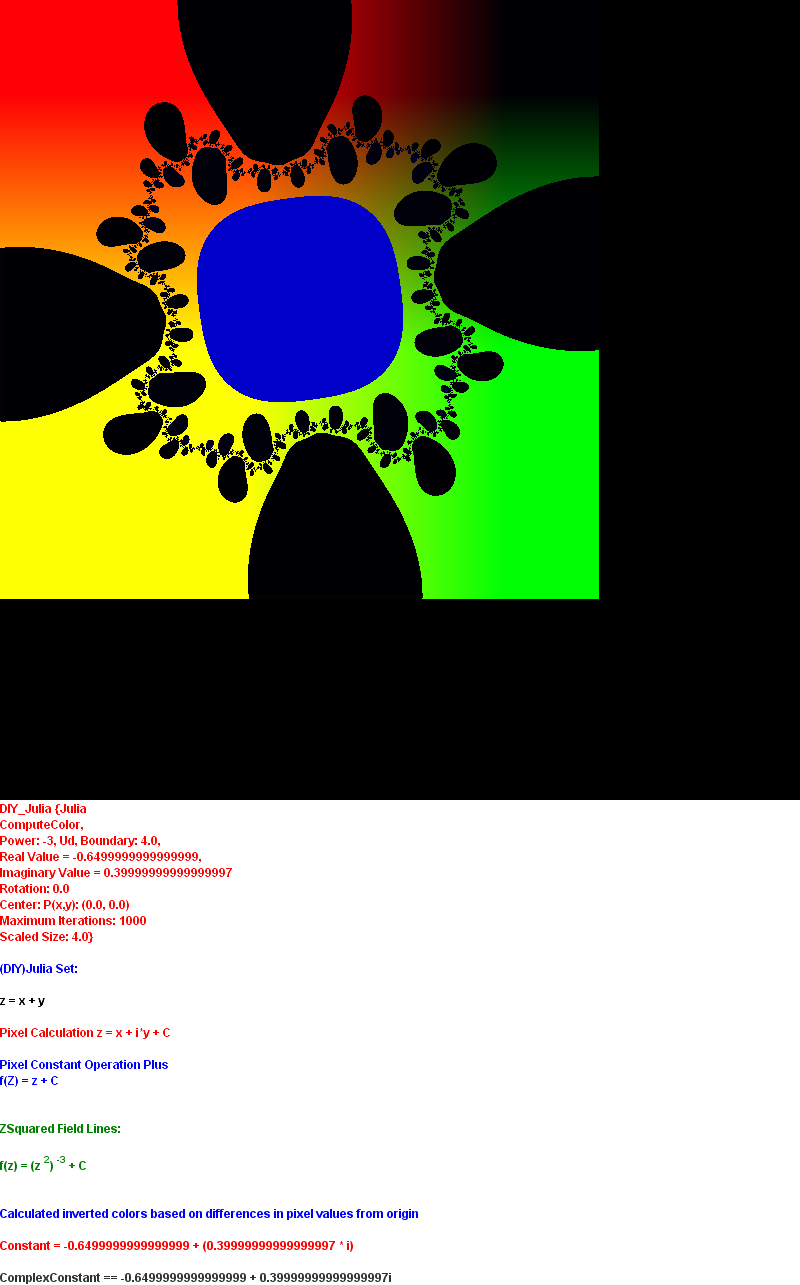 DIY_Julia {Julia
ComputeColor,
Power: -3, Ud, Boundary: 4.0,
Real Value = -0.6499999999999999,
Imaginary Value = 0.39999999999999997
Rotation: 0.0
Center: P(x,y): (0.0, 0.0)
Maximum Iterations: 1000
Scaled Size: 4.0}
(DIY)Julia Set:
z = x + y
Pixel Calculation z = x + i*y + C
Pixel Constant Operation Plus
f(Z) = z + C
ZSquared Field Lines:
f(z) = (z ²) ⁻³ + C
Calculated inverted colors based on differences in pixel values from origin
Constant = -0.6499999999999999 + (0.39999999999999997 * i)
ComplexConstant == -0.6499999999999999 + 0.39999999999999997i